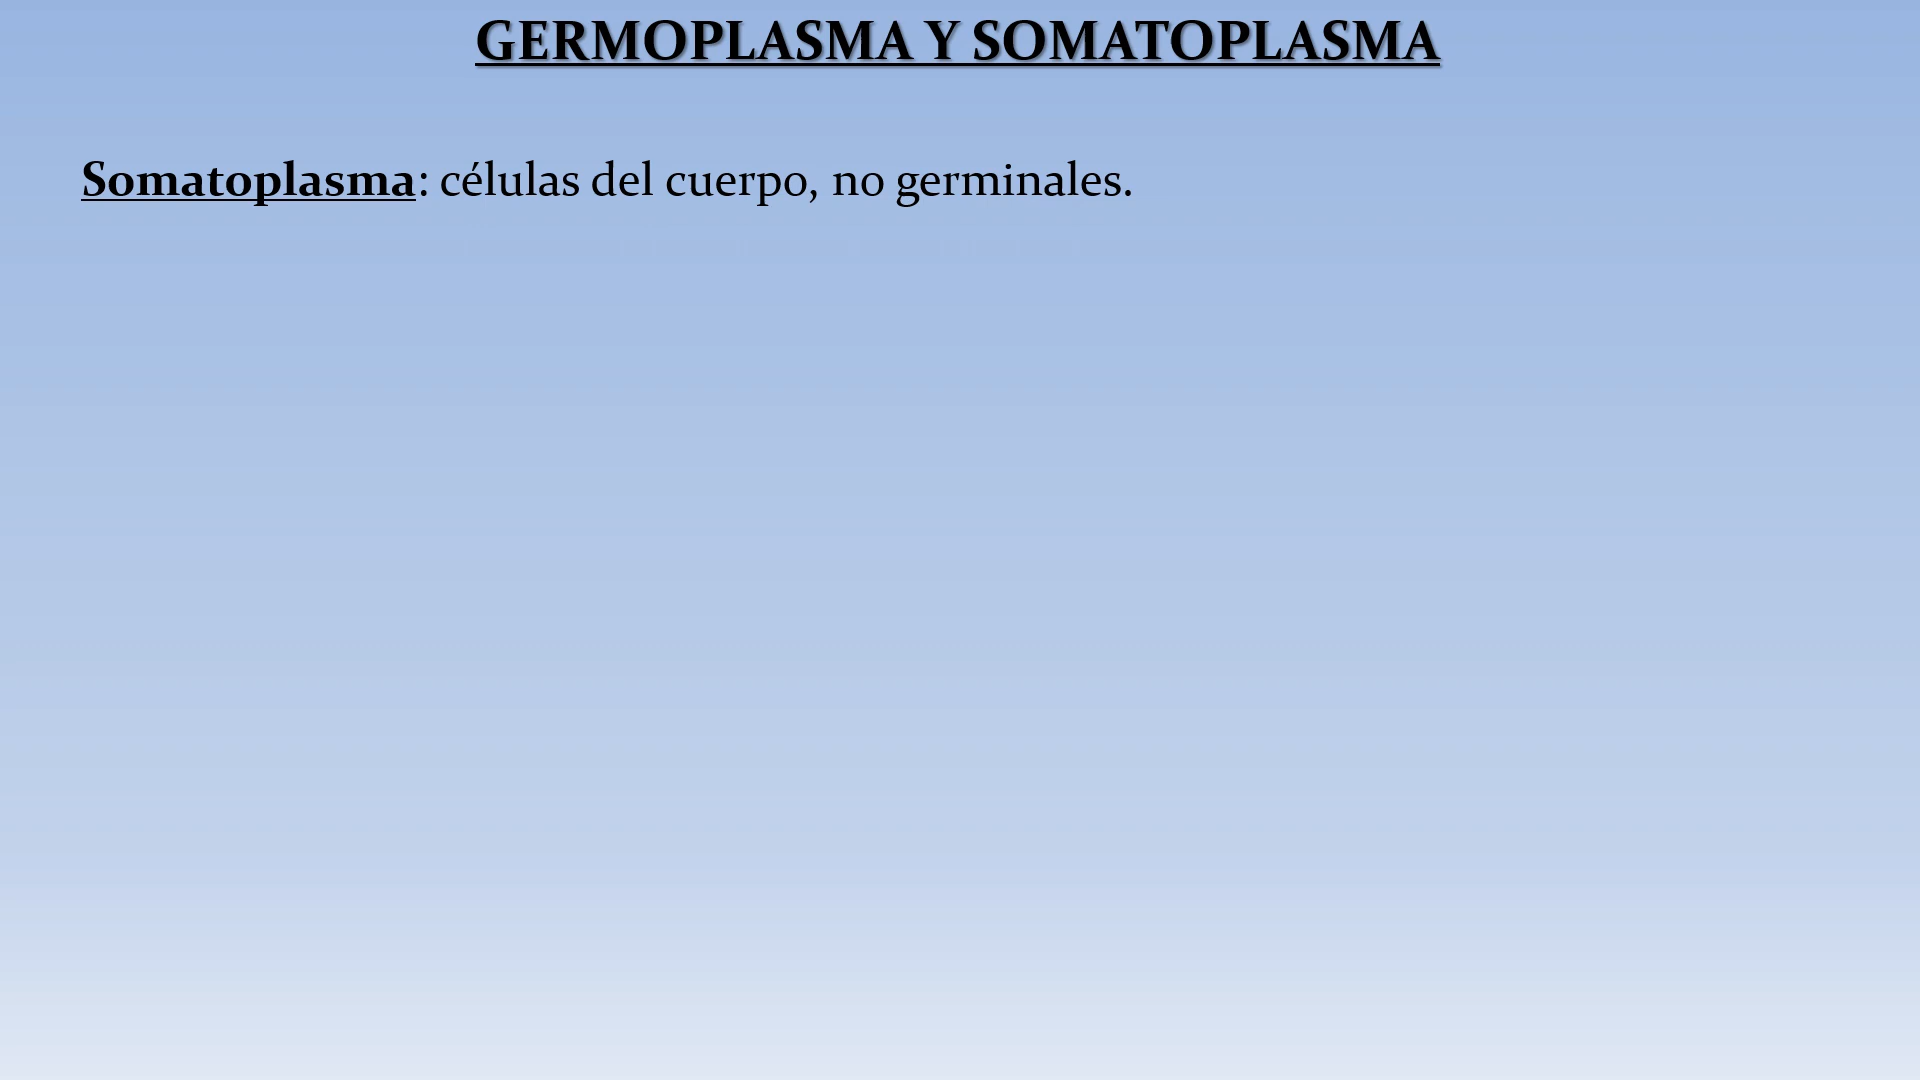 GERMOPLASMA Y SOMATOPLASMA
Somatoplasma: células del cuerpo, no germinales.